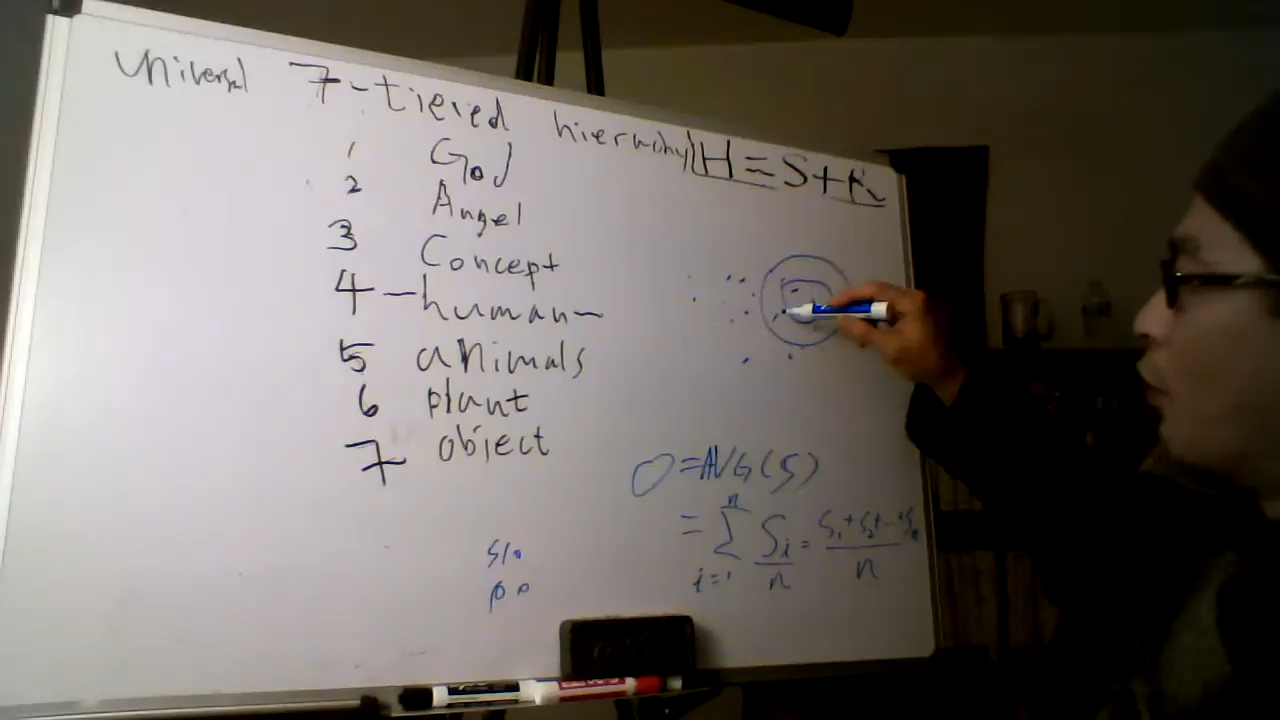 Universal 7-tiered hierarchy H=S+K
1 God
2 Angel
3 Concept
4 - human -
5 animals
6 plant
7 object
O=AVG(S)
n
= Σ Si/n = S1+S2+--+Sn/n
i=1